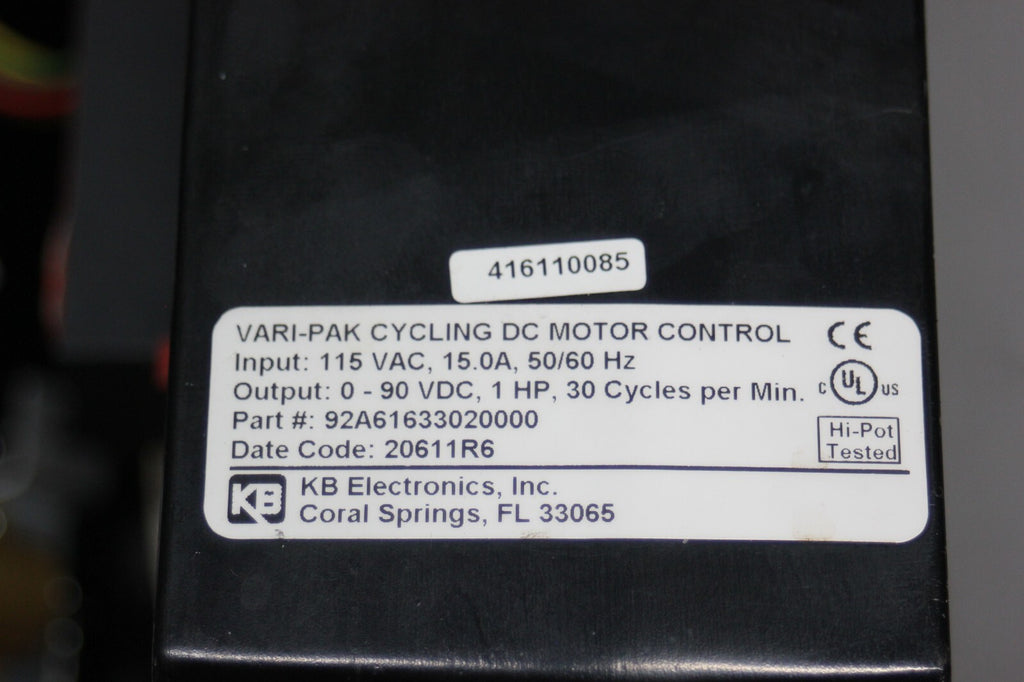 416110085
VARI-PAK CYCLING DC MOTOR CONTROL
CE
Input: 115 VAC, 15.0A, 50/60 Hz
Output: 0 - 90 VDC, 1 HP, 30 Cycles per Min.
C UL US
Part #: 92A61633020000
Hi-Pot
Tested
Date Code: 20611R6
KB
KB Electronics, Inc.
Coral Springs, FL 33065